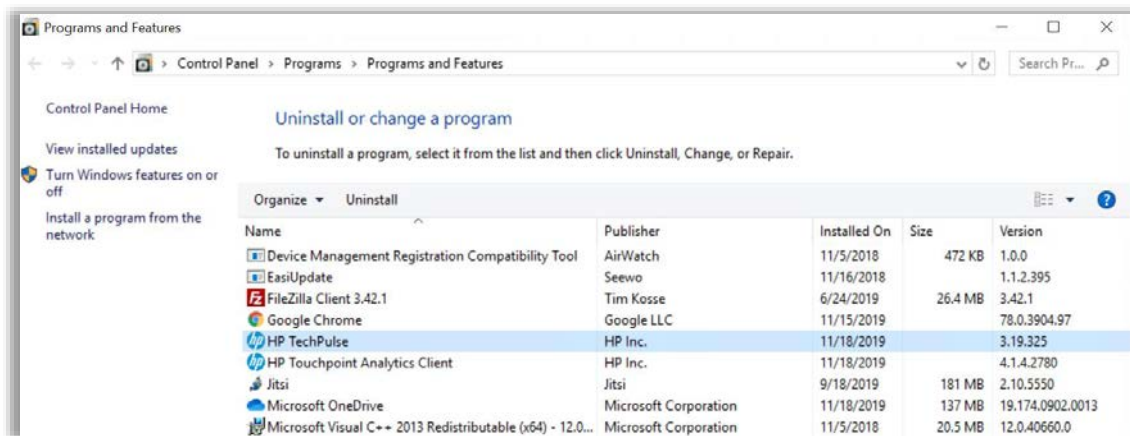 Programs and Features
Control Panel > Programs > Programs and Features
Search Pr...
Control Panel Home
View installed updates
Turn Windows features on or
off
Install a program from the
network
Uninstall or change a program
To uninstall a program, select it from the list and then click Uninstall, Change, or Repair.
Organize Uninstall
Name Publisher Installed On Size Version
Device Management Registration Compatibility Tool AirWatch 11/5/2018 472 KB 1.0.0
EasiUpdate Seewo 11/16/2018 1.1.2.395
FileZilla Client 3.42.1 Tim Kosse 6/24/2019 26.4 MB 3.42.1
Google Chrome Google LLC 11/15/2019 78.0.3904.97
HP TechPulse HP Inc. 11/18/2019 3.19.325
HP Touchpoint Analytics Client HP Inc. 11/18/2019 4.1.4.2780
Jitsi Jitsi 9/18/2019 181 MB 2.10.5550
Microsoft OneDrive Microsoft Corporation 11/18/2019 137 MB 19.174.0902.0013
Microsoft Visual C++ 2013 Redistributable (x64) - 12.0... Microsoft Corporation 11/5/2018 20.5 MB 12.0.40660.0